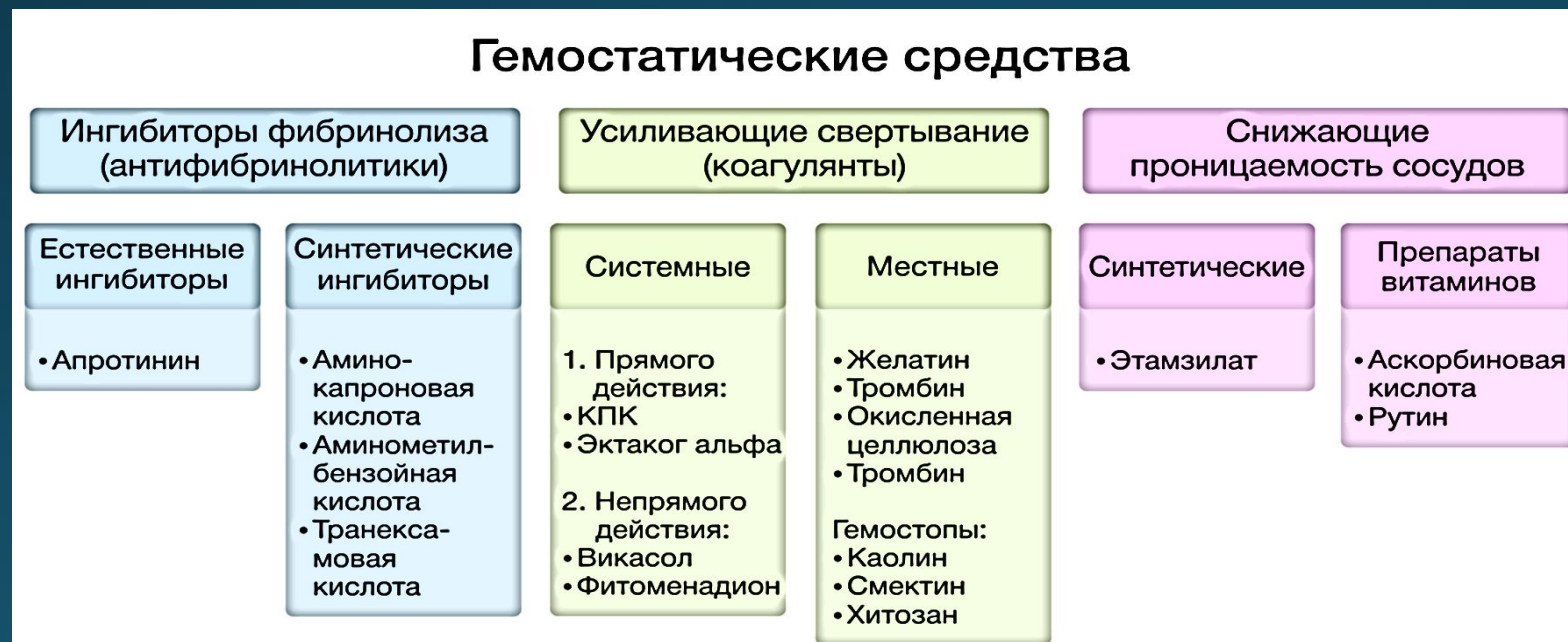 Гемостатические средства
Ингибиторы фибринолиза
(антифибринолитики)
Усиливающие свертывание
(коагулянты)
Снижающие
проницаемость сосудов
Естественные
ингибиторы
• Апротинин
Синтетические
ингибиторы
• Амино-
капроновая
кислота
• Аминометил-
бензойная
кислота
• Транекса-
мовая
кислота
Системные
1. Прямого
действия:
• КПК
• Эктаког альфа
2. Непрямого
действия:
• Викасол
• Фитоменадион
Местные
• Желатин
• Тромбин
• Окисленная
целлюлоза
• Тромбин
Гемостопы:
• Каолин
• Смектин
• Хитозан
Синтетические
• Этамзилат
Препараты
витаминов
• Аскорбиновая
кислота
• Рутин